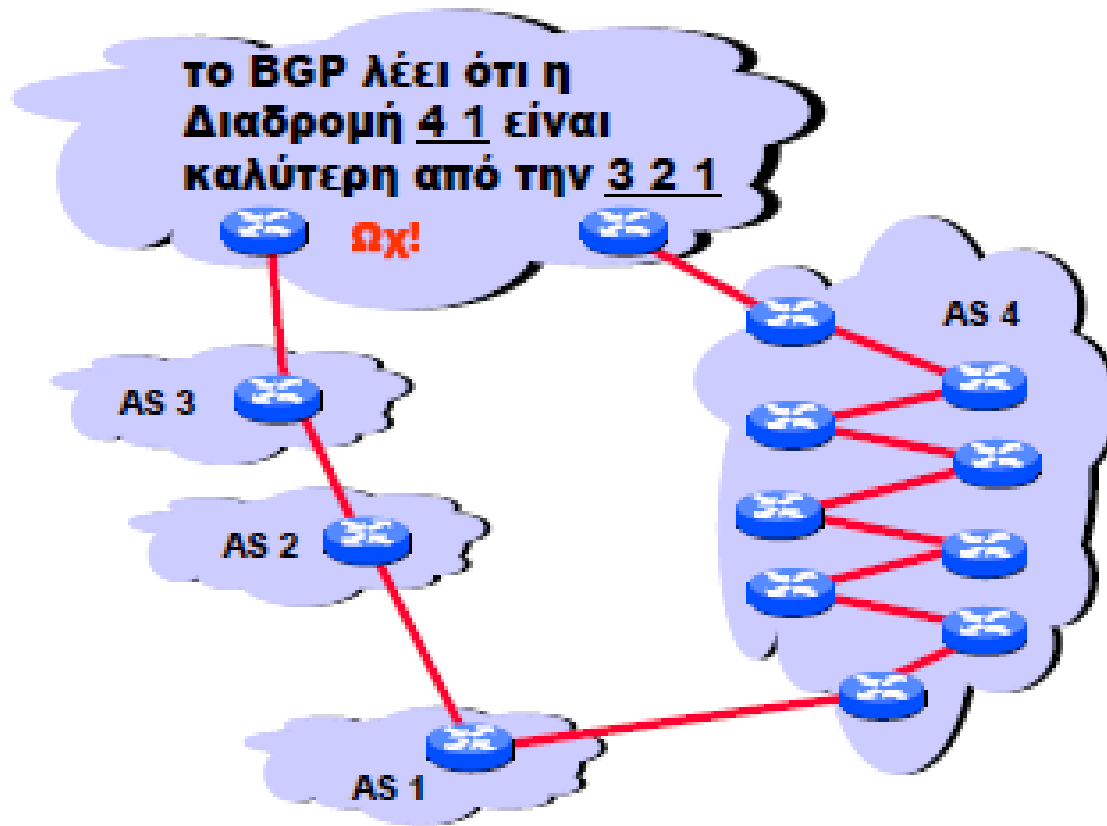 το BGP λέει ότι η
Διαδρομή 4 1 είναι
καλύτερη από την 3 2 1
Ωχ!
AS 4
AS 3
AS 2
AS 1